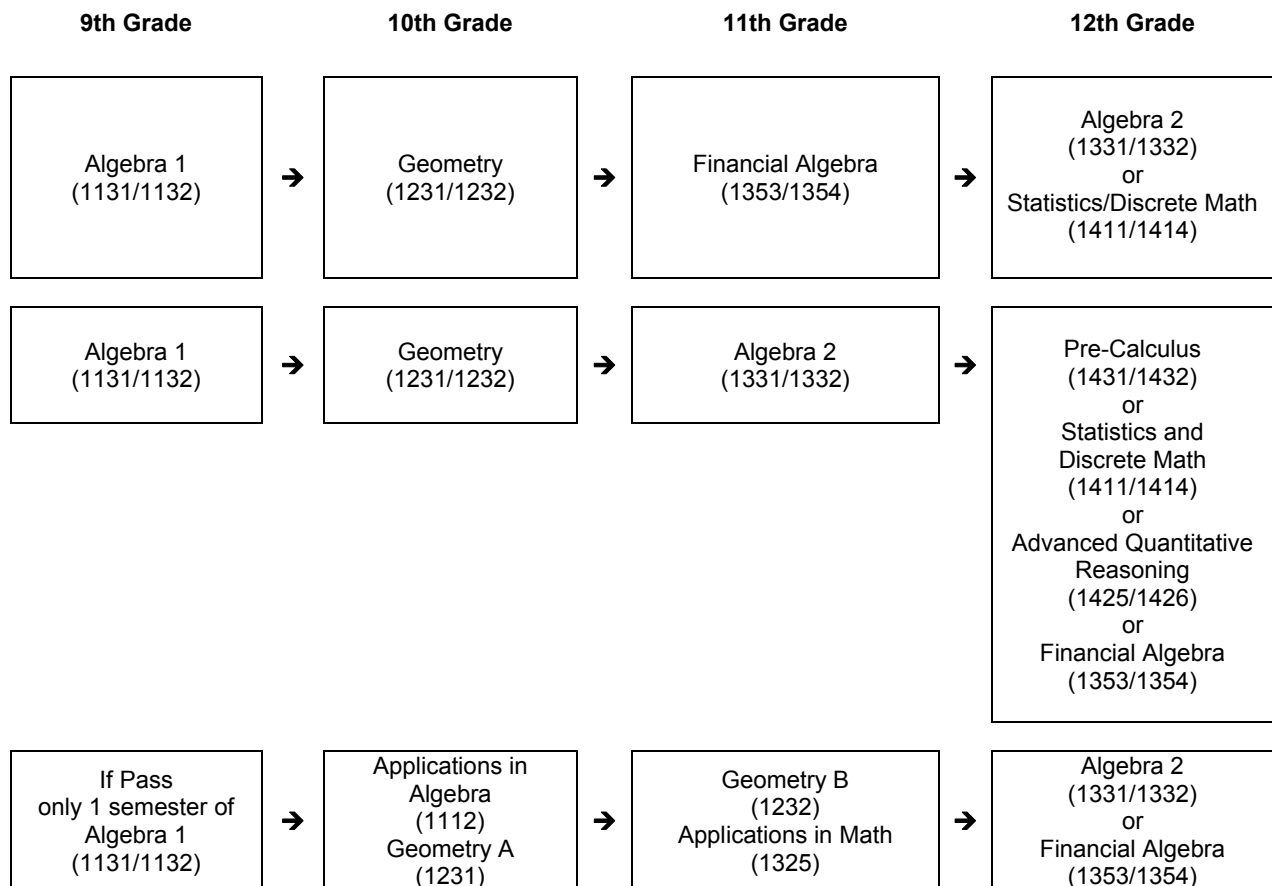 9th Grade
10th Grade
11th Grade
12th Grade
Algebra 1
(1131/1132)
➔
Geometry
(1231/1232)
➔
Financial Algebra
(1353/1354)
➔
Algebra 2
(1331/1332)
or
Statistics/Discrete Math
(1411/1414)
Algebra 1
(1131/1132)
➔
Geometry
(1231/1232)
➔
Algebra 2
(1331/1332)
➔
Pre-Calculus
(1431/1432)
or
Statistics and
Discrete Math
(1411/1414)
or
Advanced Quantitative
Reasoning
(1425/1426)
or
Financial Algebra
(1353/1354)
If Pass
only 1 semester of
Algebra 1
(1131/1132)
➔
Applications in
Algebra
(1112)
Geometry A
(1231)
➔
Geometry B
(1232)
Applications in Math
(1325)
➔
Algebra 2
(1331/1332)
or
Financial Algebra
(1353/1354)